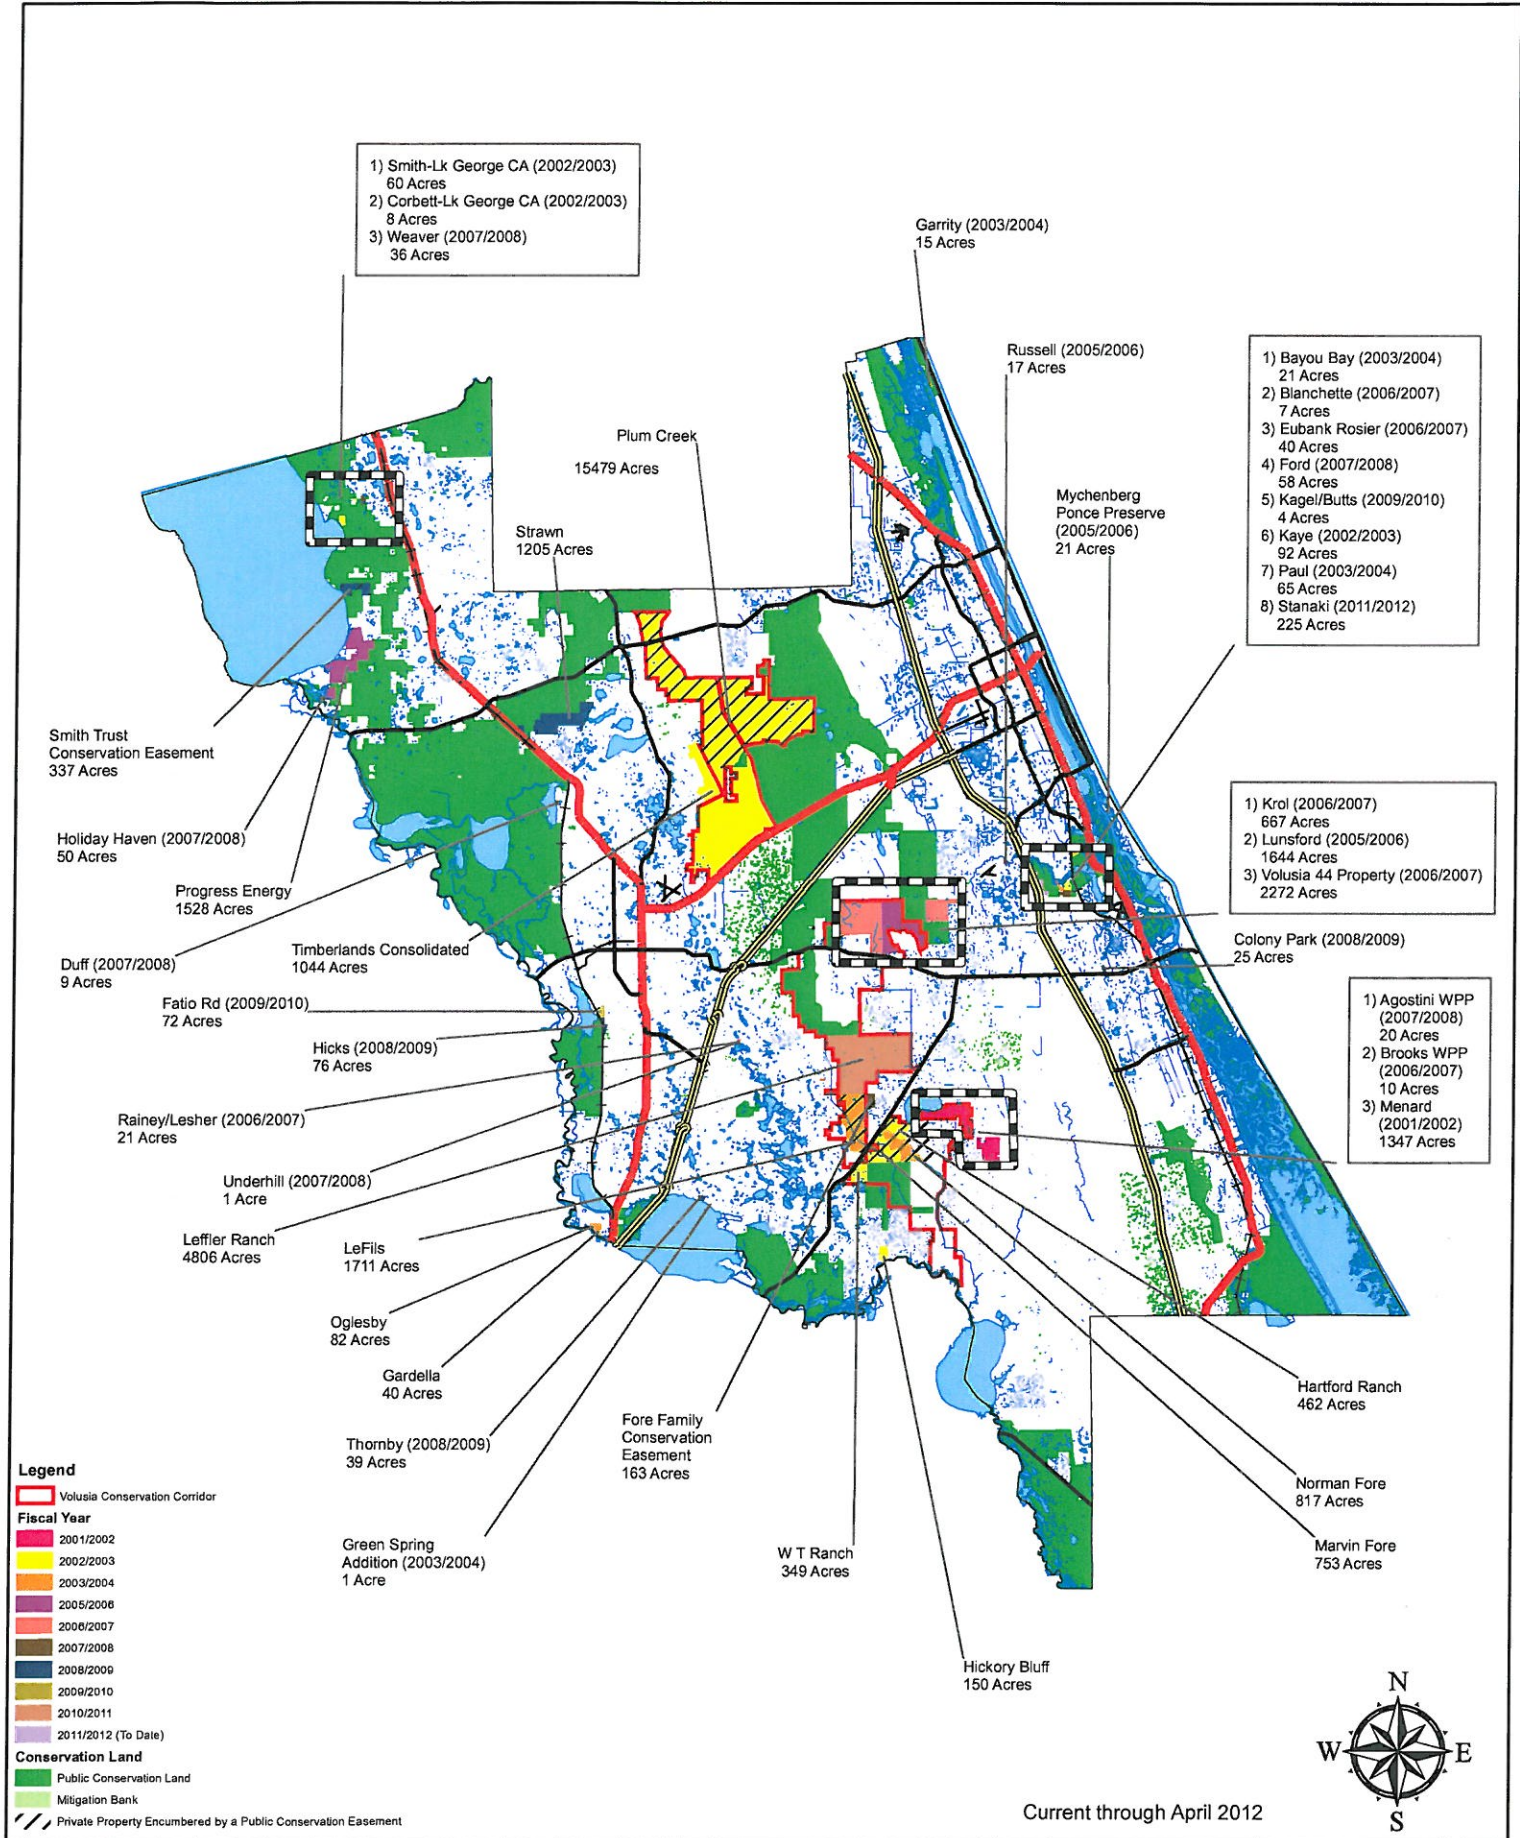 1) Smith-Lk George CA (2002/2003)
60 Acres
2) Corbett-Lk George CA (2002/2003)
8 Acres
3) Weaver (2007/2008)
36 Acres
Garrity (2003/2004)
15 Acres
Russell (2005/2006)
17 Acres
1) Bayou Bay (2003/2004)
21 Acres
2) Blanchette (2006/2007)
7 Acres
3) Eubank Rosier (2006/2007)
40 Acres
4) Ford (2007/2008)
58 Acres
5) Kagel/Butts (2009/2010)
4 Acres
6) Kaye (2002/2003)
92 Acres
7) Paul (2003/2004)
65 Acres
8) Stanaki (2011/2012)
225 Acres
Plum Creek
15479 Acres
Strawn
1205 Acres
Mychenberg
Ponce Preserve
(2005/2006)
21 Acres
Smith Trust
Conservation Easement
337 Acres
Holiday Haven (2007/2008)
50 Acres
Progress Energy
1528 Acres
Timberlands Consolidated
1044 Acres
Duff (2007/2008)
9 Acres
Fatio Rd (2009/2010)
72 Acres
Hicks (2008/2009)
76 Acres
Rainey/Lesher (2006/2007)
21 Acres
Underhill (2007/2008)
1 Acre
Leffler Ranch
4806 Acres
LeFils
1711 Acres
Oglesby
82 Acres
Gardella
40 Acres
Thornby (2008/2009)
39 Acres
Green Spring
Addition (2003/2004)
1 Acre
Fore Family
Conservation
Easement
163 Acres
W T Ranch
349 Acres
Hickory Bluff
150 Acres
1) Krol (2006/2007)
667 Acres
2) Lunsford (2005/2006)
1644 Acres
3) Volusia 44 Property (2006/2007)
2272 Acres
Colony Park (2008/2009)
25 Acres
1) Agostini WPP
(2007/2008)
20 Acres
2) Brooks WPP
(2006/2007)
10 Acres
3) Menard
(2001/2002)
1347 Acres
Hartford Ranch
462 Acres
Norman Fore
817 Acres
Marvin Fore
753 Acres
Legend
Volusia Conservation Corridor
Fiscal Year
2001/2002
2002/2003
2003/2004
2005/2006
2006/2007
2007/2008
2008/2009
2009/2010
2010/2011
2011/2012 (To Date)
Conservation Land
Public Conservation Land
Mitigation Bank
Private Property Encumbered by a Public Conservation Easement
N
W
E
S
Current through April 2012